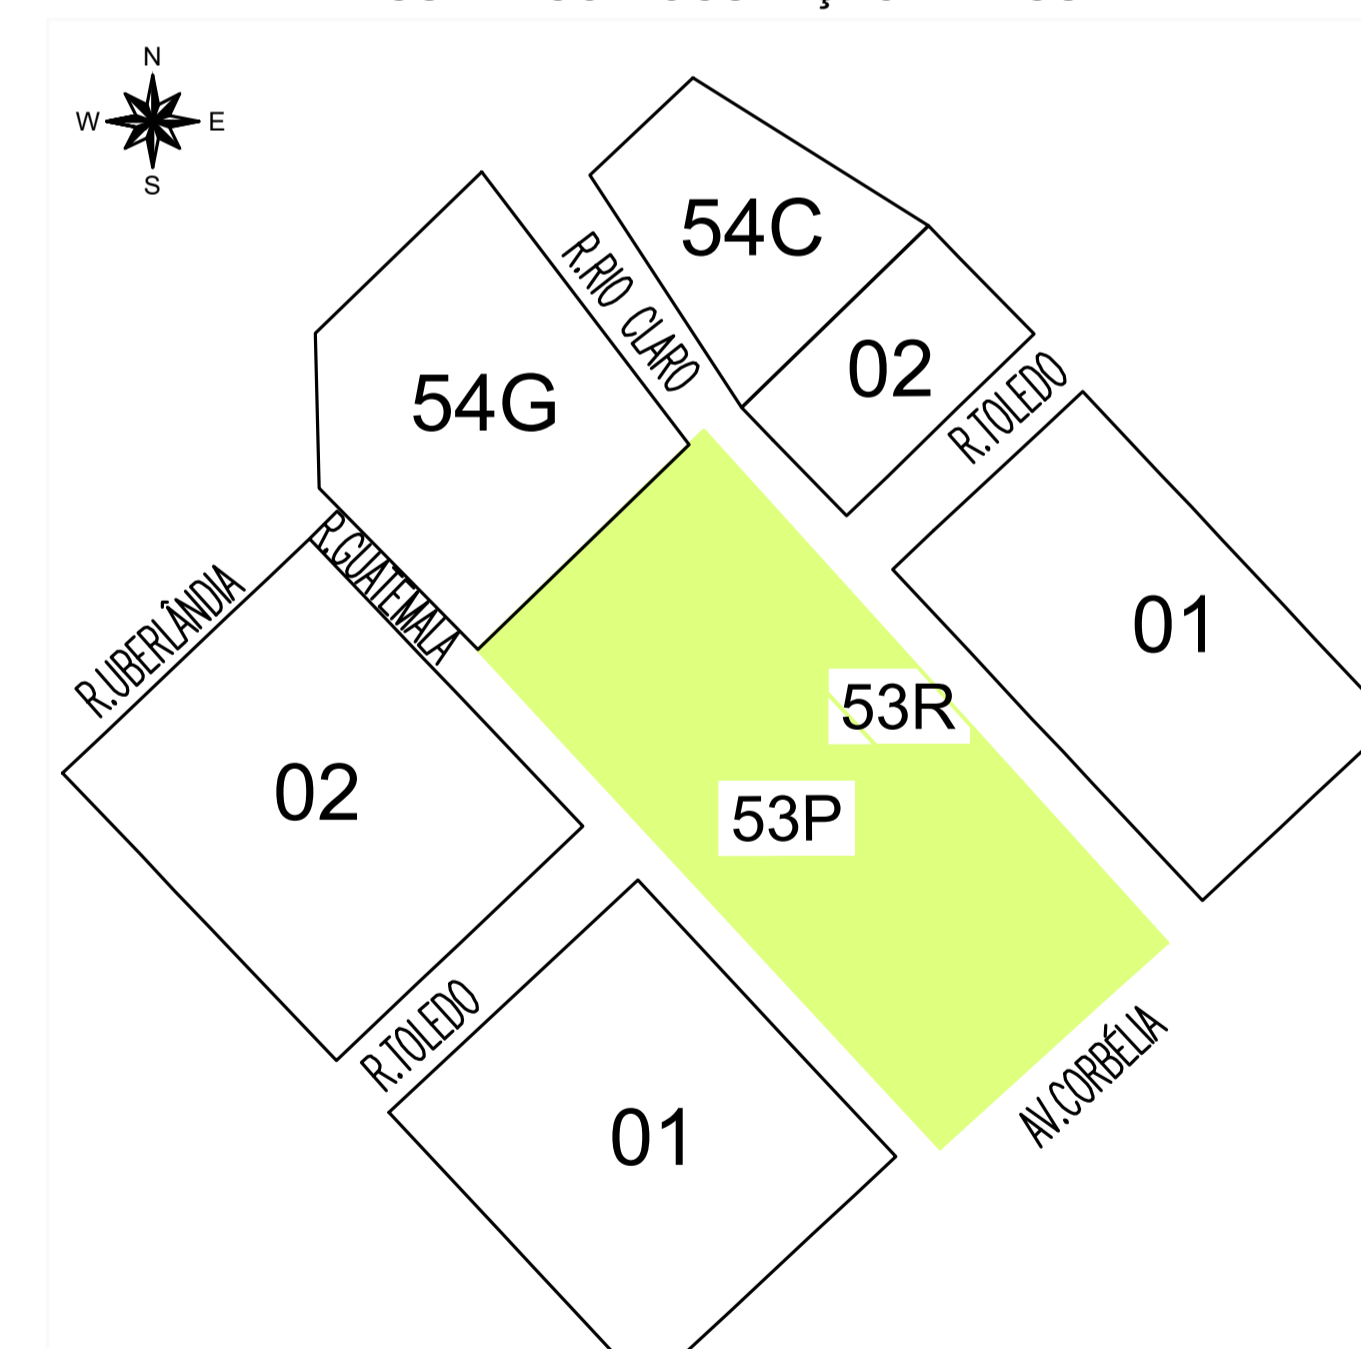 N
W E
S
54C
R.RIO CLARO
02
R.TOLEDO
54G
01
R.GUATEMALA
R.UBERLÂNDIA
53R
02
53P
R.TOLEDO
AV.CORBÉLIA
01